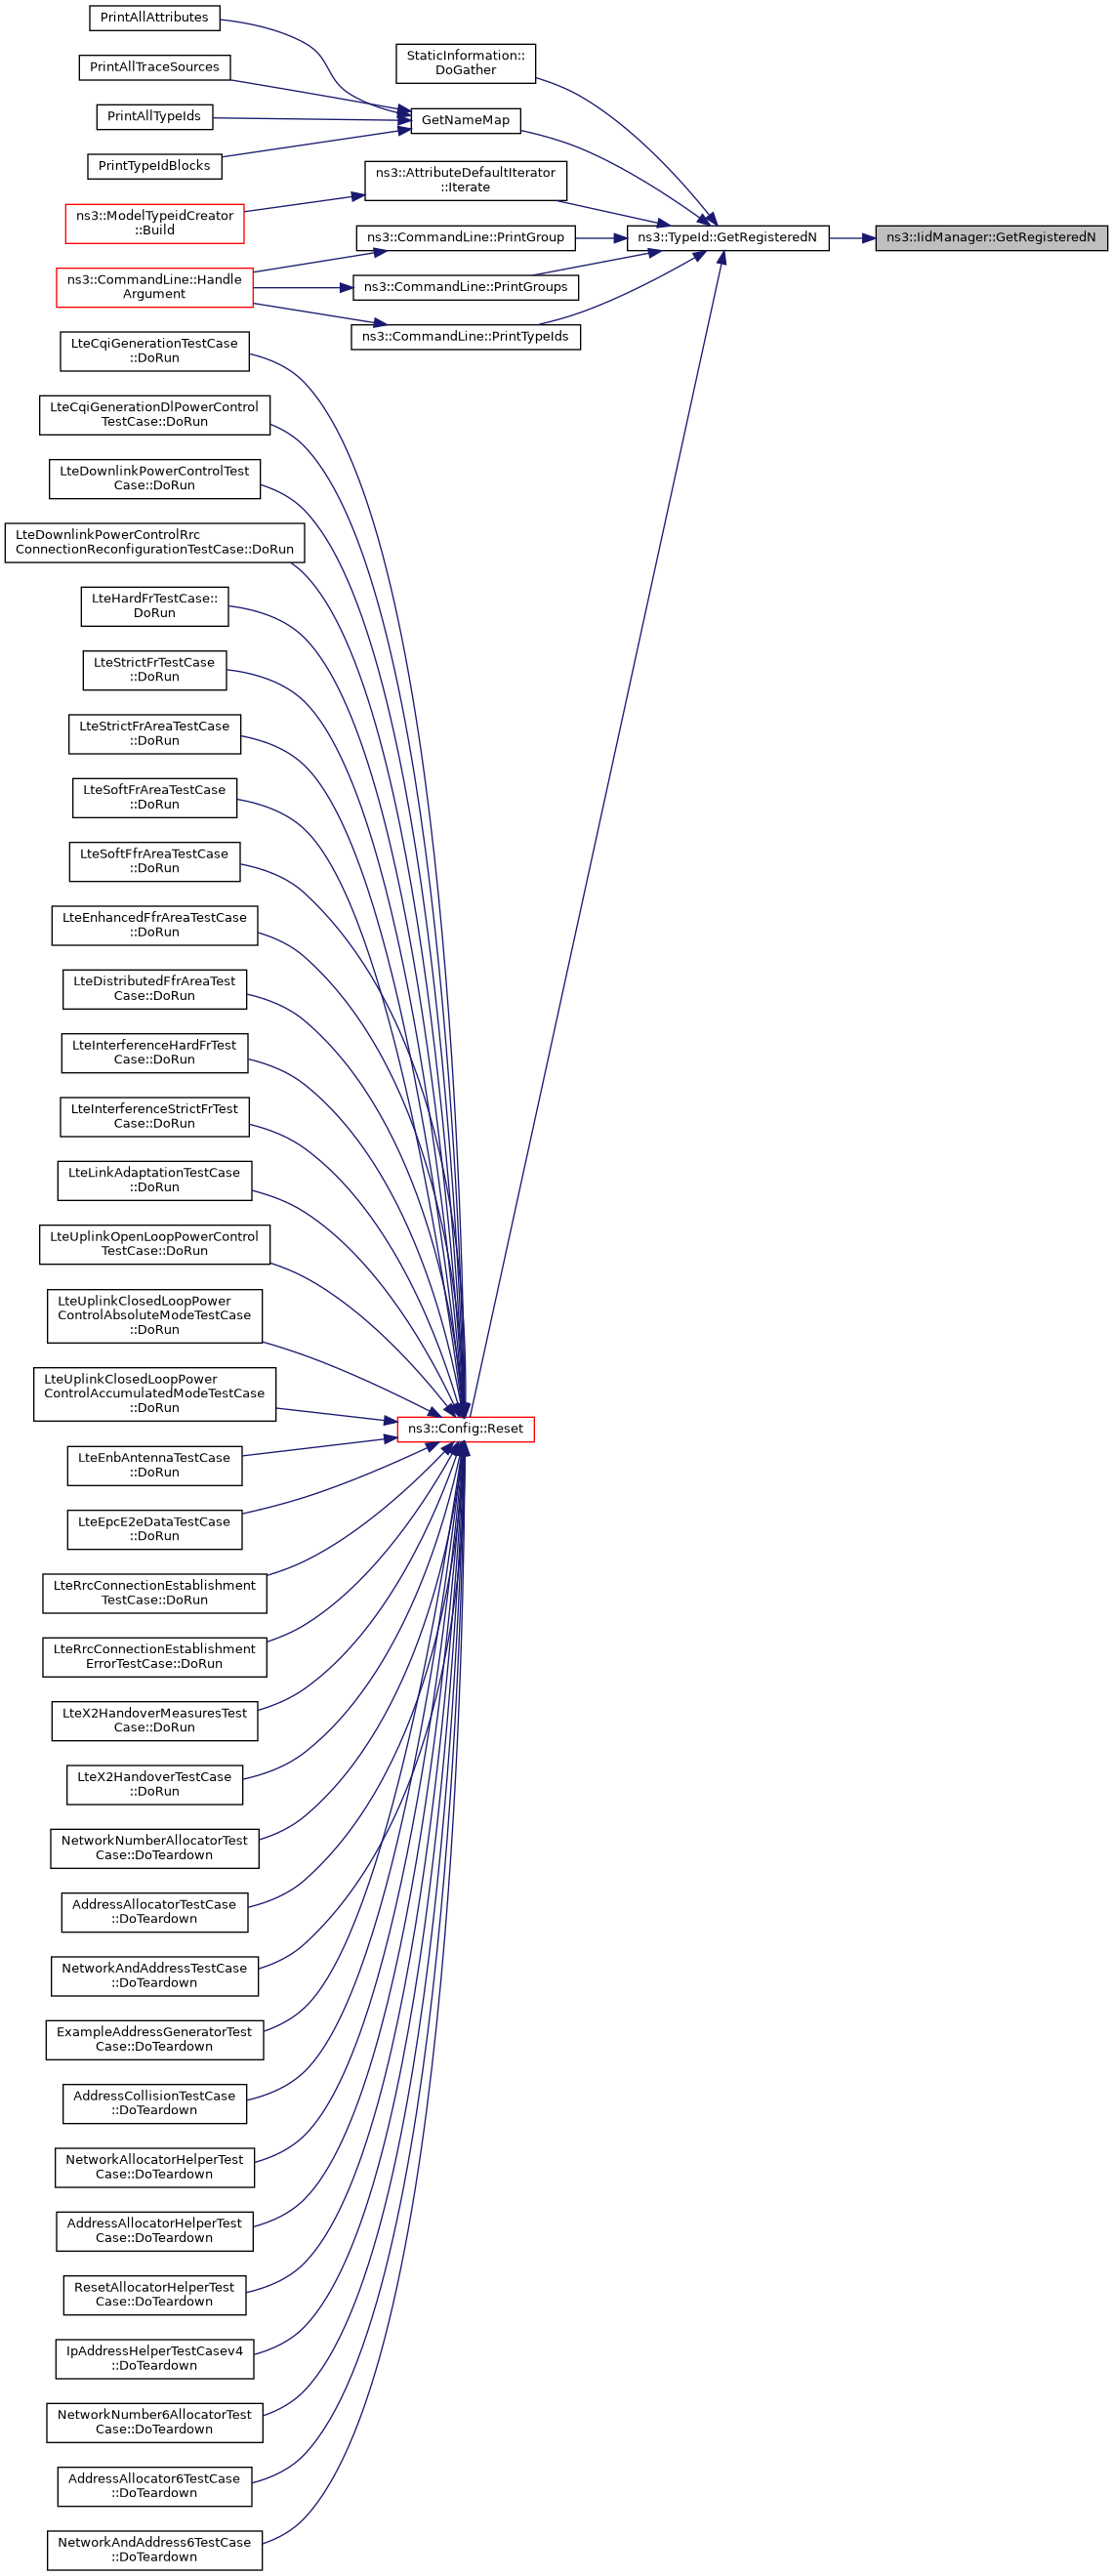 PrintAllAttributes
StaticInformation::
DoGather
PrintAllTraceSources
PrintAllTypeIds
GetNameMap
PrintTypeIdBlocks
ns3::AttributeDefaultIterator
::Iterate
ns3::ModelTypeidCreator
::Build
ns3::CommandLine::PrintGroup
ns3::TypeId::GetRegisteredN
ns3::IidManager::GetRegisteredN
ns3::CommandLine::Handle
Argument
ns3::CommandLine::PrintGroups
ns3::CommandLine::PrintTypeIds
LteCqiGenerationTestCase
::DoRun
LteCqiGenerationDlPowerControl
TestCase::DoRun
LteDownlinkPowerControlTest
Case::DoRun
LteDownlinkPowerControlRrc
ConnectionReconfigurationTestCase::DoRun
LteHardFrTestCase::
DoRun
LteStrictFrTestCase
::DoRun
LteStrictFrAreaTestCase
::DoRun
LteSoftFrAreaTestCase
::DoRun
LteSoftFfrAreaTestCase
::DoRun
LteEnhancedFfrAreaTestCase
::DoRun
LteDistributedFfrAreaTest
Case::DoRun
LteInterferenceHardFrTest
Case::DoRun
LteInterferenceStrictFrTest
Case::DoRun
LteLinkAdaptationTestCase
::DoRun
LteUplinkOpenLoopPowerControl
TestCase::DoRun
LteUplinkClosedLoopPower
ControlAbsoluteModeTestCase
::DoRun
LteUplinkClosedLoopPower
ControlAccumulatedModeTestCase
::DoRun
ns3::Config::Reset
LteEnbAntennaTestCase
::DoRun
LteEpcE2eDataTestCase
::DoRun
LteRrcConnectionEstablishment
TestCase::DoRun
LteRrcConnectionEstablishment
ErrorTestCase::DoRun
LteX2HandoverMeasuresTest
Case::DoRun
LteX2HandoverTestCase
::DoRun
NetworkNumberAllocatorTest
Case::DoTeardown
AddressAllocatorTestCase
::DoTeardown
NetworkAndAddressTestCase
::DoTeardown
ExampleAddressGeneratorTest
Case::DoTeardown
AddressCollisionTestCase
::DoTeardown
NetworkAllocatorHelperTest
Case::DoTeardown
AddressAllocatorHelperTest
Case::DoTeardown
ResetAllocatorHelperTest
Case::DoTeardown
IpAddressHelperTestCasev4
::DoTeardown
NetworkNumber6AllocatorTest
Case::DoTeardown
AddressAllocator6TestCase
::DoTeardown
NetworkAndAddress6TestCase
::DoTeardown